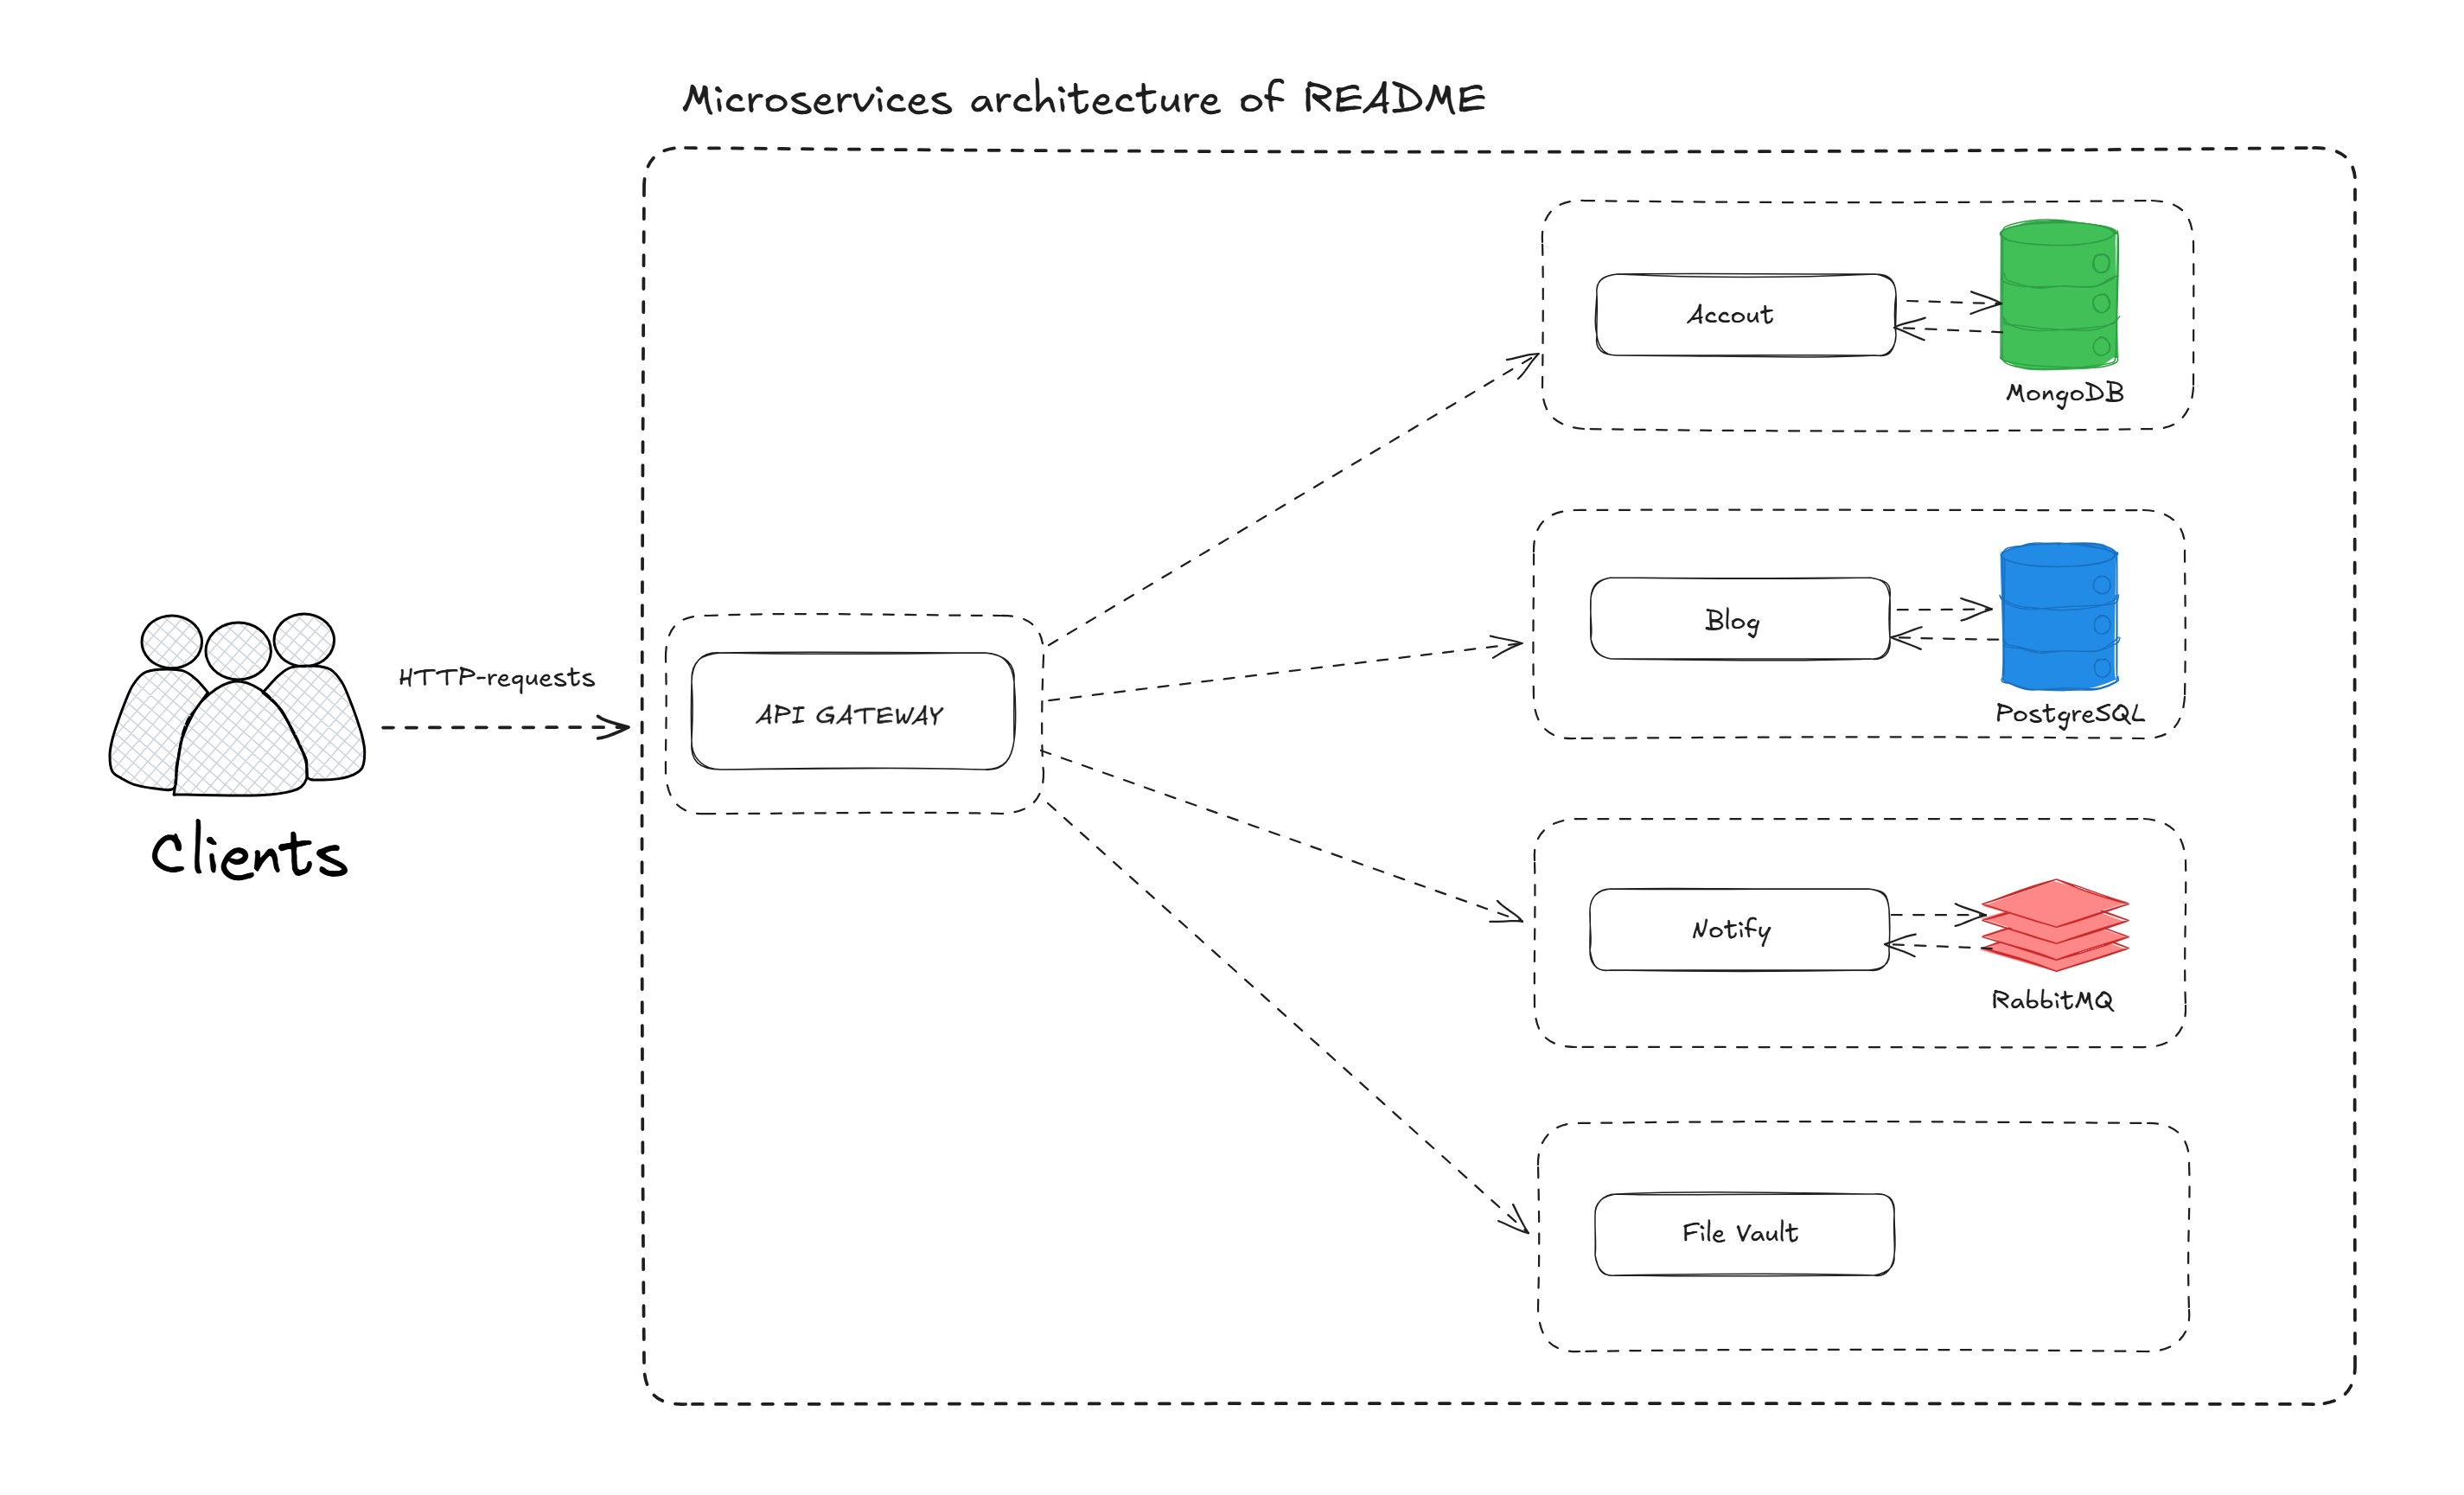 Microservices architecture of README
Accout
MongoDB
Blog
PostgreSQL
HTTP-requests
API GATEWAY
Clients
Notify
RabbitMQ
File Vault